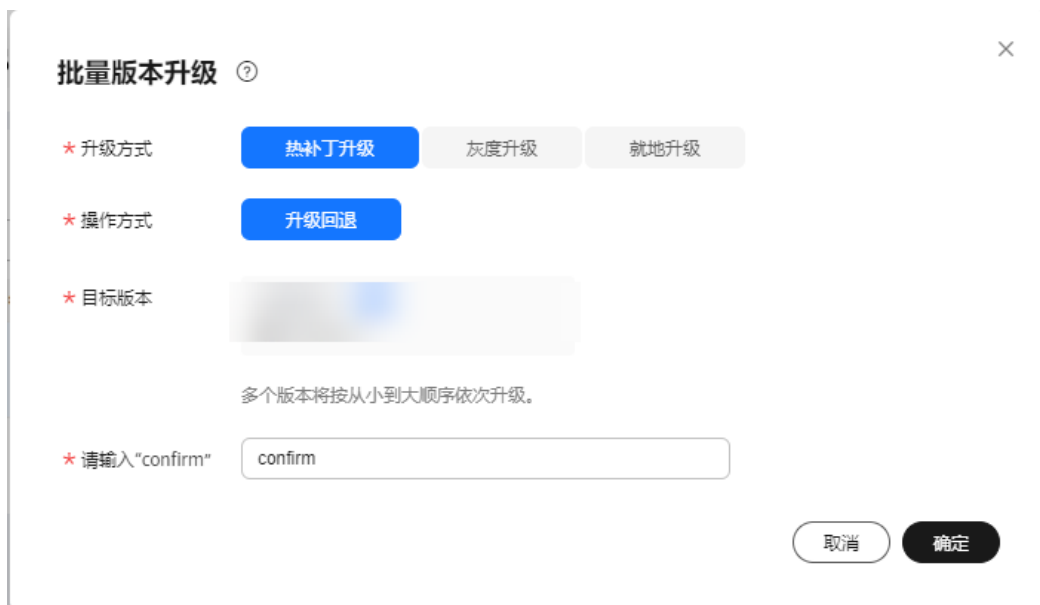 批量版本升级 ?
* 升级方式 热补丁升级 灰度升级 就地升级
* 操作方式 升级回退
* 目标版本
多个版本将按从小到大顺序依次升级。
* 请输入"confirm" confirm
取消 确定